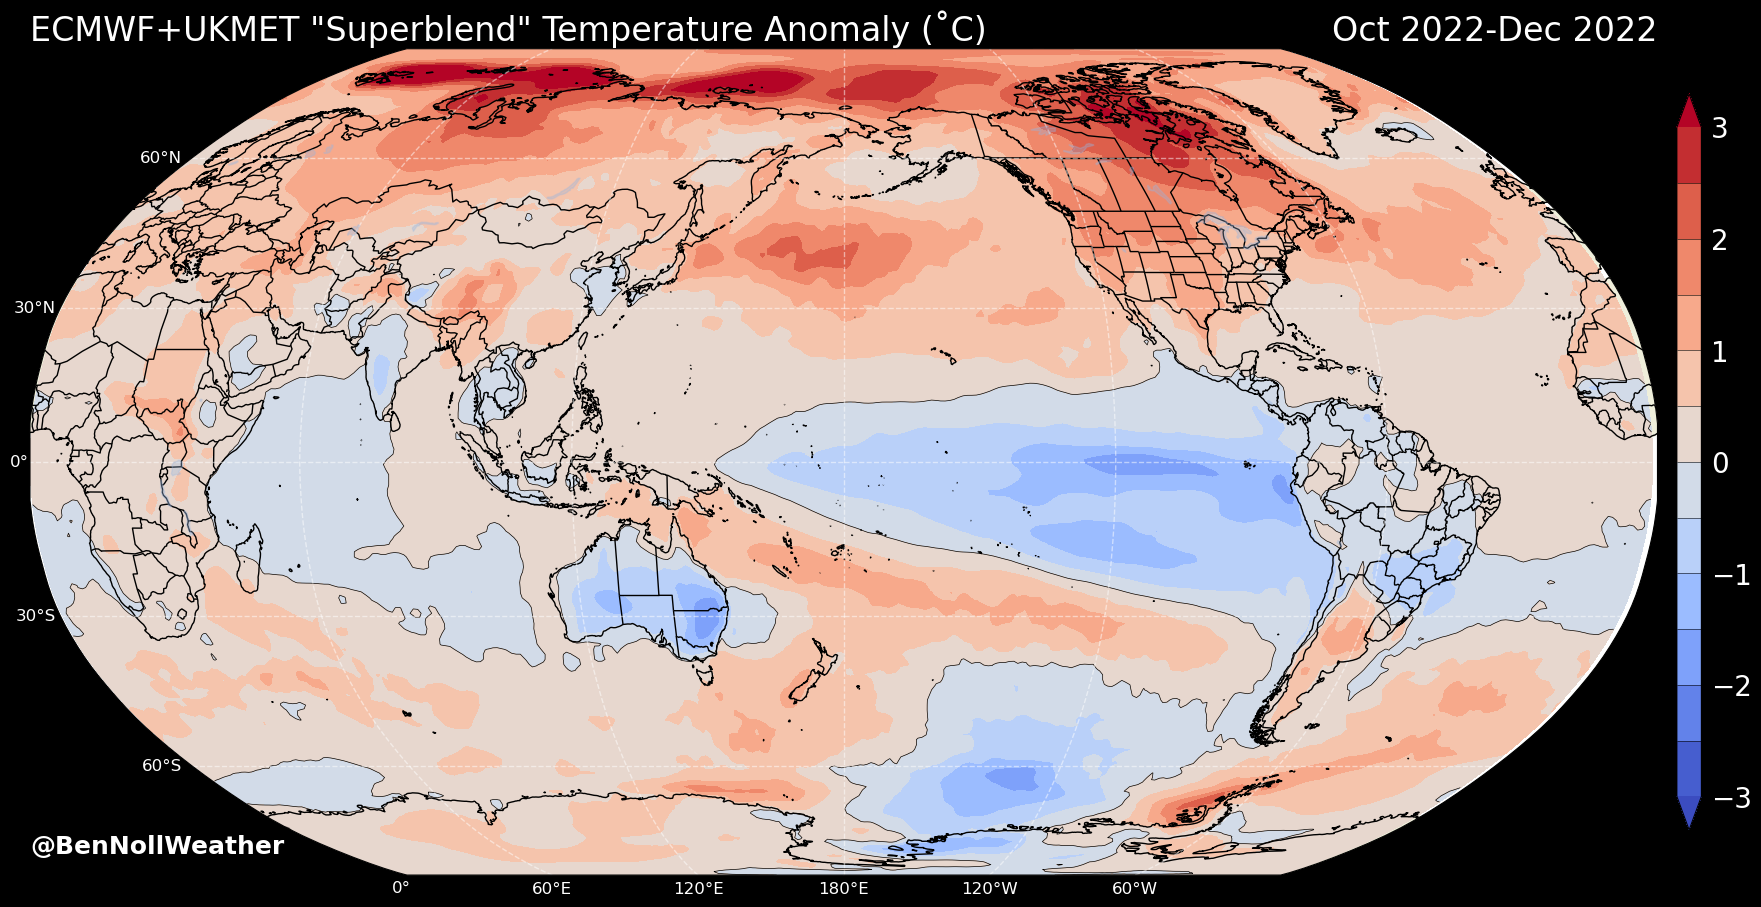 ECMWF+UKMET "Superblend" Temperature Anomaly (˚C)
Oct 2022-Dec 2022
60°N
30°N
0°
30°S
60°S
0°
60°E
120°E
180°E
120°W
60°W
3
2
1
0
−1
−2
−3
@BenNollWeather